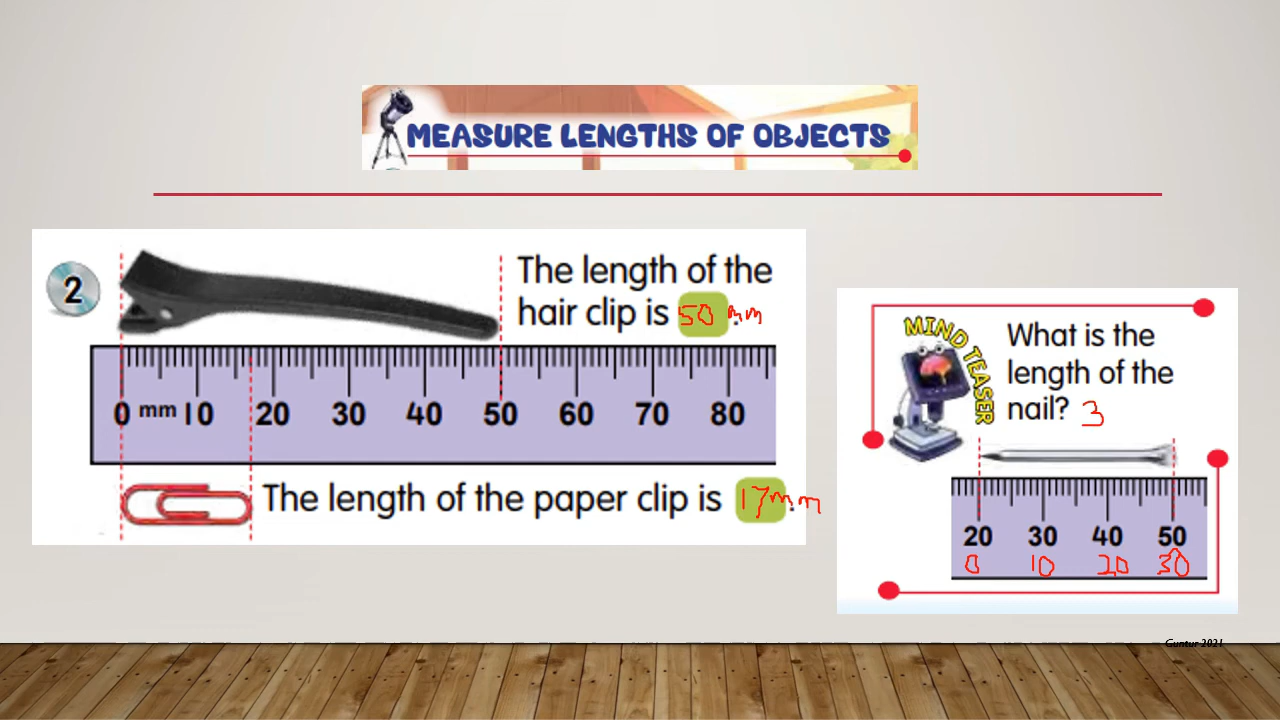 MEASURE LENGTHS OF OBJECTS
2
The length of the
hair clip is 50 mm.
0 mm 10 20 30 40 50 60 70 80
The length of the paper clip is 17mm.
MIND TEASER
What is the
length of the
nail? 3
20 30 40 50
0 10 20 30
Guntur 2021